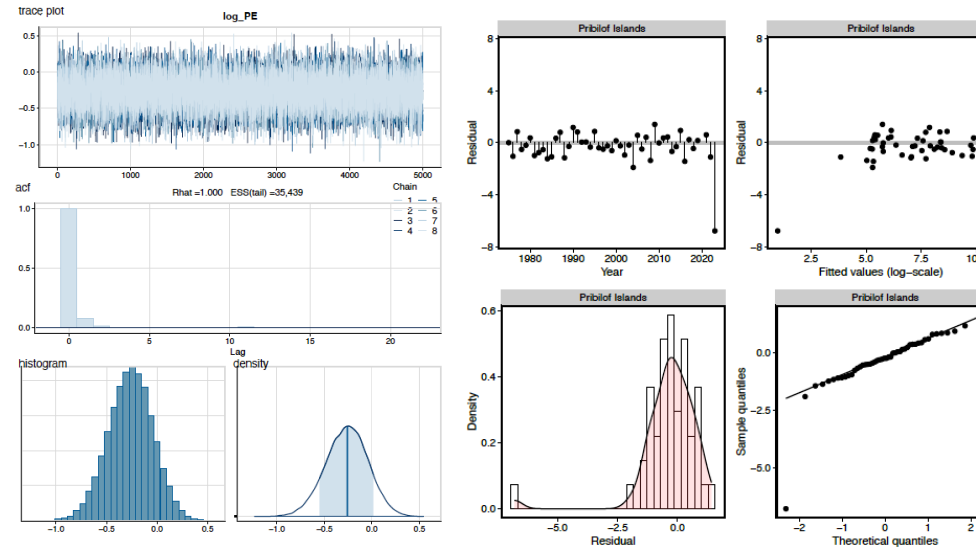 trace plot
log_PE
0.5
0.0
−0.5
−1.0
0 1000 2000 3000 4000 5000
acf
Rhat =1.000 ESS(tail) =35,439
Chain
1 5
2 6
3 7
4 8
1.0
0.5
0.0
0 5 10 15 20
Lag
histogram
−1.0 −0.5 0.0 0.5
density
−1.0 −0.5 0.0 0.5
Pribilof Islands
Residual
8
4
0
−4
−8
1980 1990 2000 2010 2020
Year
Pribilof Islands
Residual
8
4
0
−4
−8
2.5 5.0 7.5 10
Fitted values (log−scale)
Pribilof Islands
Density
0.6
0.4
0.2
0.0
−5.0 −2.5 0.0
Residual
Pribilof Islands
Sample quantiles
0.0
−2.5
−5.0
−2 −1 0 1 2
Theoretical quantiles